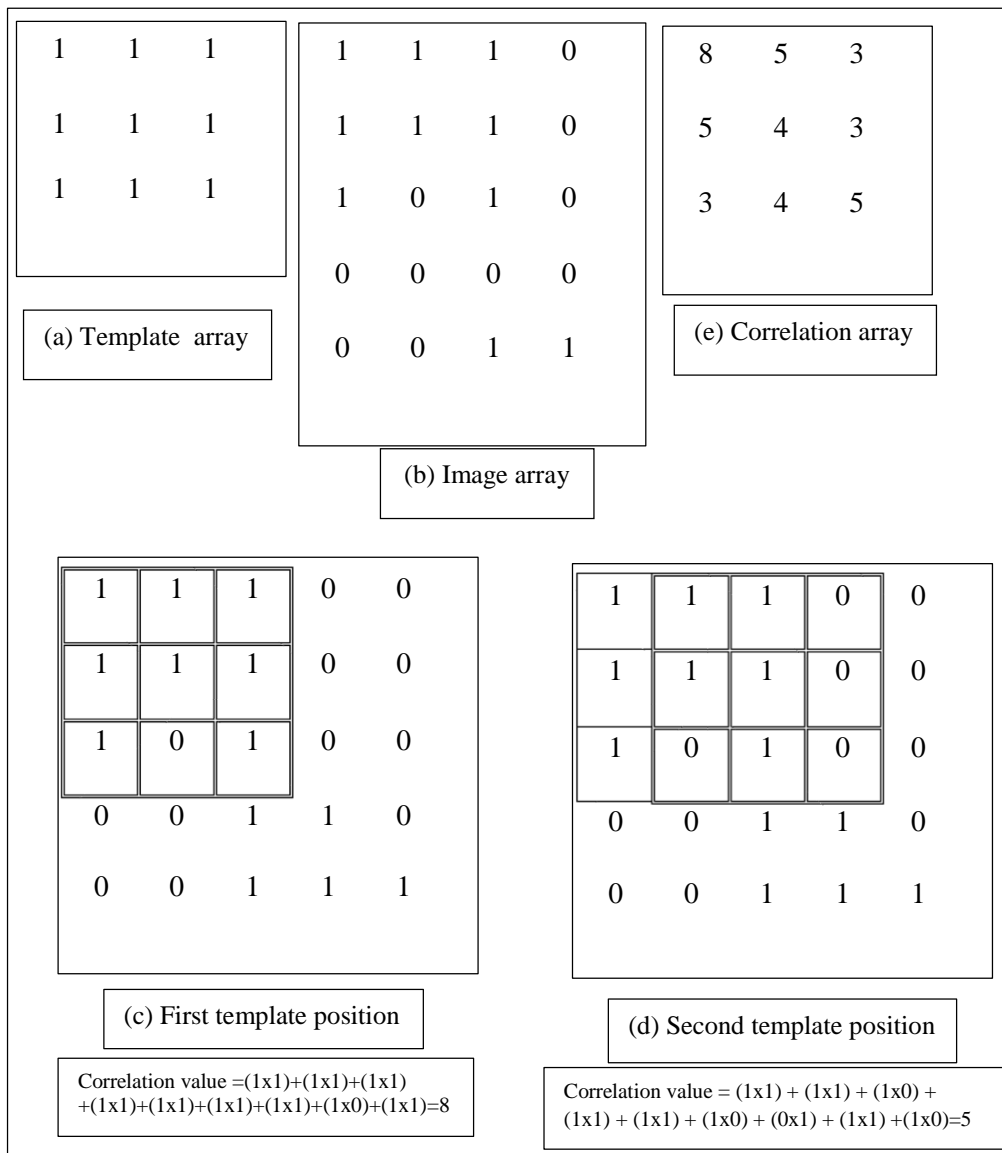 1 1 1
1 1 1
1 1 1
(a) Template array
1 1 1 0
1 1 1 0
1 0 1 0
0 0 0 0
0 0 1 1
(b) Image array
8 5 3
5 4 3
3 4 5
(e) Correlation array
1 1 1 0 0
1 1 1 0 0
1 0 1 0 0
0 0 1 1 0
0 0 1 1 1
(c) First template position
Correlation value =(1x1)+(1x1)+(1x1)
+(1x1)+(1x1)+(1x1)+(1x1)+(1x0)+(1x1)=8
1 1 1 0 0
1 1 1 0 0
1 0 1 0 0
0 0 1 1 0
0 0 1 1 1
(d) Second template position
Correlation value = (1x1) + (1x1) + (1x0) +
(1x1) + (1x1) + (1x0) + (0x1) + (1x1) +(1x0)=5